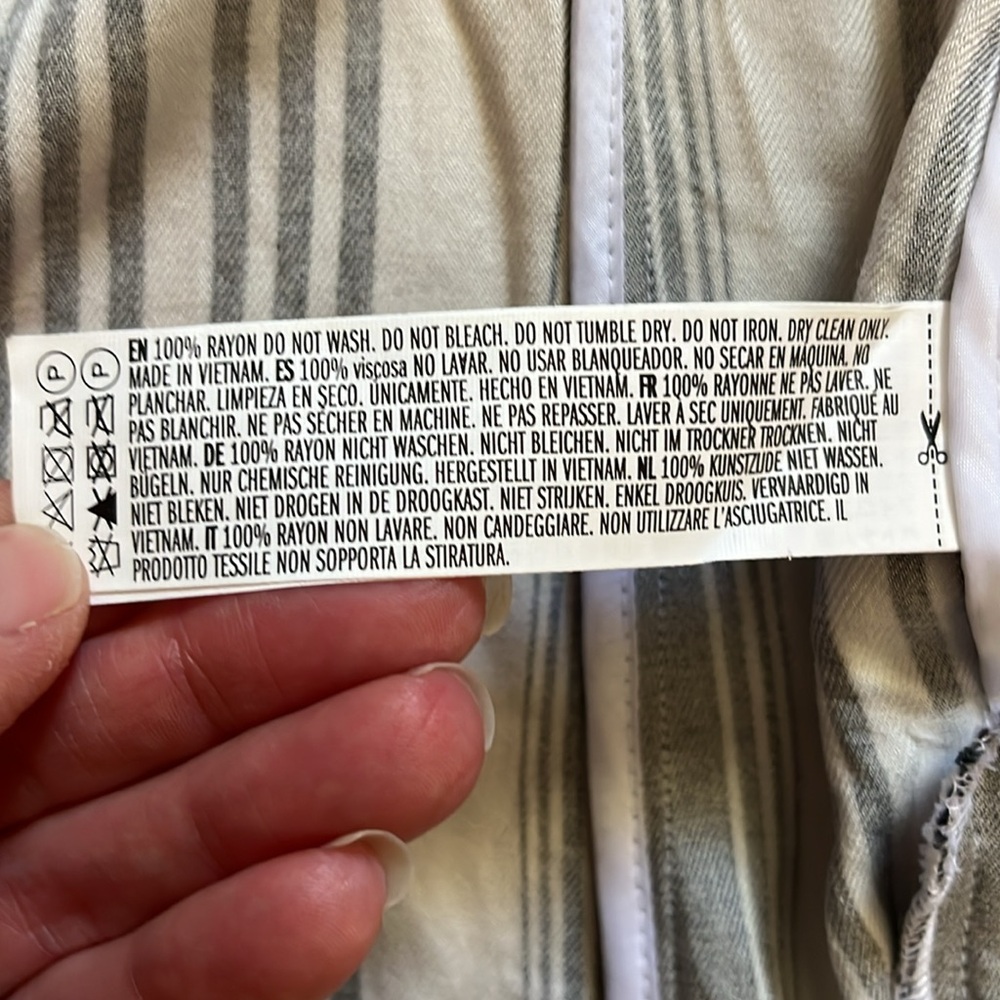 EN 100% RAYON DO NOT WASH. DO NOT BLEACH. DO NOT TUMBLE DRY. DO NOT IRON. DRY CLEAN ONLY.
MADE IN VIETNAM. ES 100% viscosa NO LAVAR. NO USAR BLANQUEADOR. NO SECAR EN MÁQUINA. NO
PLANCHAR. LIMPIEZA EN SECO. ÚNICAMENTE. HECHO EN VIETNAM. FR 100% RAYONNE NE PAS LAVER. NE
PAS BLANCHIR. NE PAS SÉCHER EN MACHINE. NE PAS REPASSER. LAVER À SEC UNIQUEMENT. FABRIQUÉ AU
VIETNAM. DE 100% RAYON NICHT WASCHEN. NICHT BLEICHEN. NICHT IM TROCKNER TROCKNEN. NICHT
BÜGELN. NUR CHEMISCHE REINIGUNG. HERGESTELLT IN VIETNAM. NL 100% KUNSTZIJDE NIET WASSEN.
NIET BLEKEN. NIET DROGEN IN DE DROOGKAST. NIET STRIJKEN. ENKEL DROOGKUIS. VERVAARDIGD IN
VIETNAM. IT 100% RAYON NON LAVARE. NON CANDEGGIARE. NON UTILIZZARE L'ASCIUGATRICE. IL
PRODOTTO TESSILE NON SOPPORTA LA STIRATURA.
P P